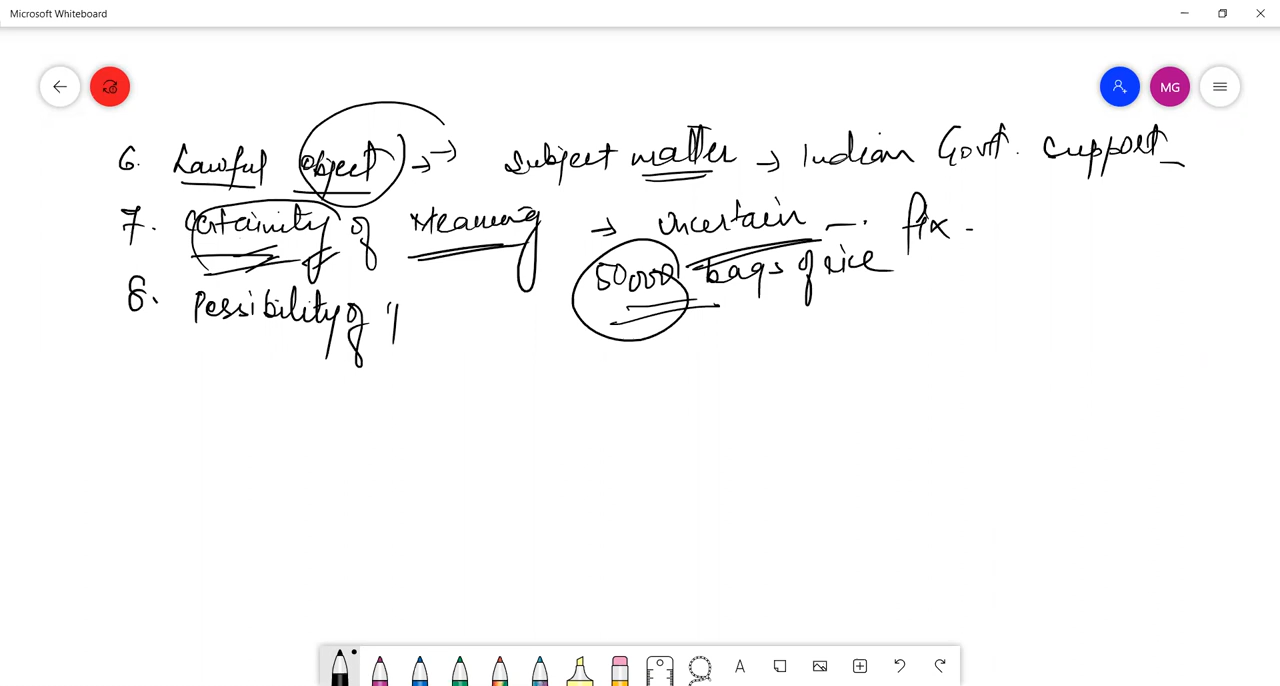 Microsoft Whiteboard
MG
6. Lawful object → → Subject matter → Indian Govt. support
7. Certainity of Meaning → Uncertain — . fix -
50000 bags of rice
8. Possibility of
A